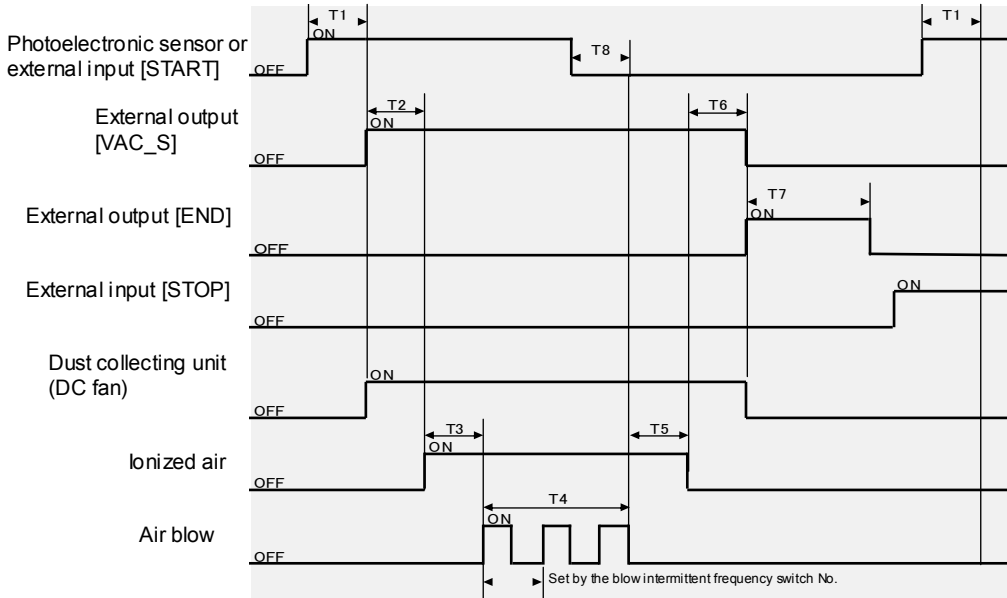 T1
T1
ON
Photoelectronic sensor or
external input [START]
T8
OFF
External output
[VAC_S]
T2
T6
ON
OFF
T7
External output [END]
ON
OFF
External input [STOP]
ON
OFF
Dust collecting unit
(DC fan)
ON
OFF
T3
T5
Ionized air
ON
OFF
T4
Air blow
ON
OFF
Set by the blow intermittent frequency switch No.